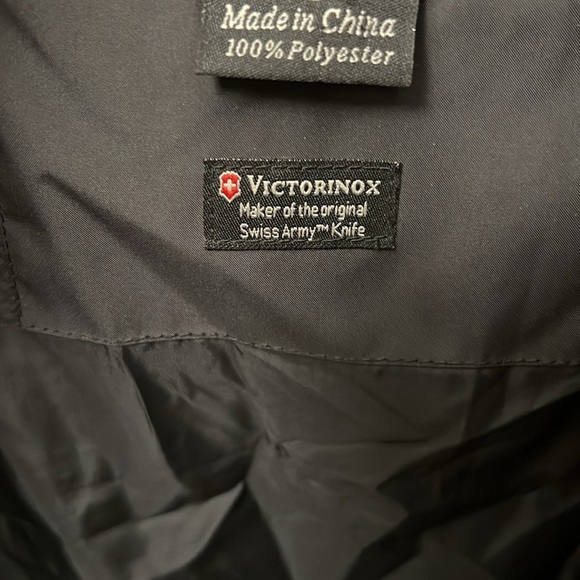 Made in China
100% Polyester
VICTORINOX
Maker of the original
Swiss Army™ Knife